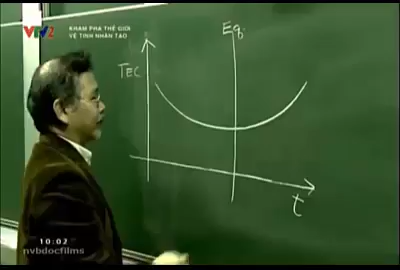 VTV2
KHÁM PHÁ THẾ GIỚI
VỆ TINH NHÂN TẠO
Eq.
TEC
t
10:02
nvbdocfilms